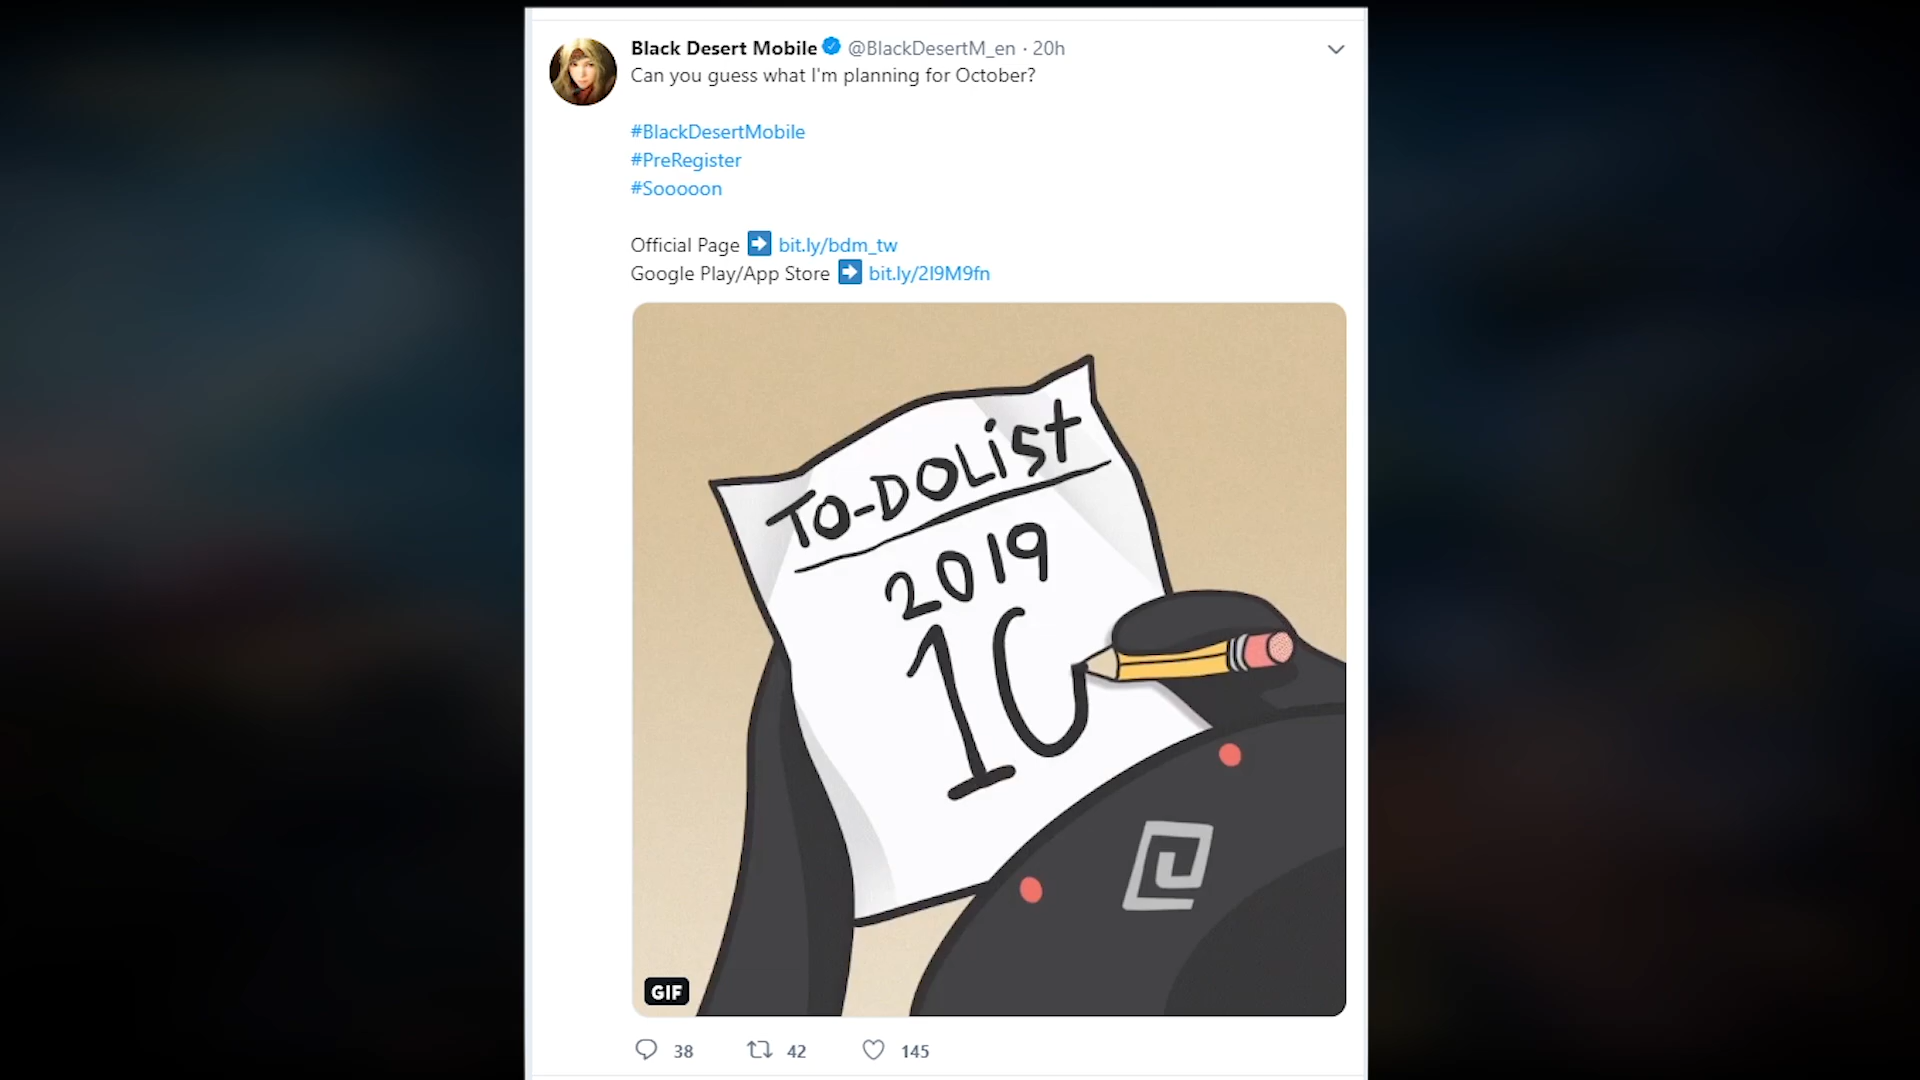 Black Desert Mobile @BlackDesertM_en · 20h
Can you guess what I'm planning for October?
#BlackDesertMobile
#PreRegister
#Sooooon
Official Page ➡ bit.ly/bdm_tw
Google Play/App Store ➡ bit.ly/2I9M9fn
TO-DOLiST
2019
10
GIF
38 42 145